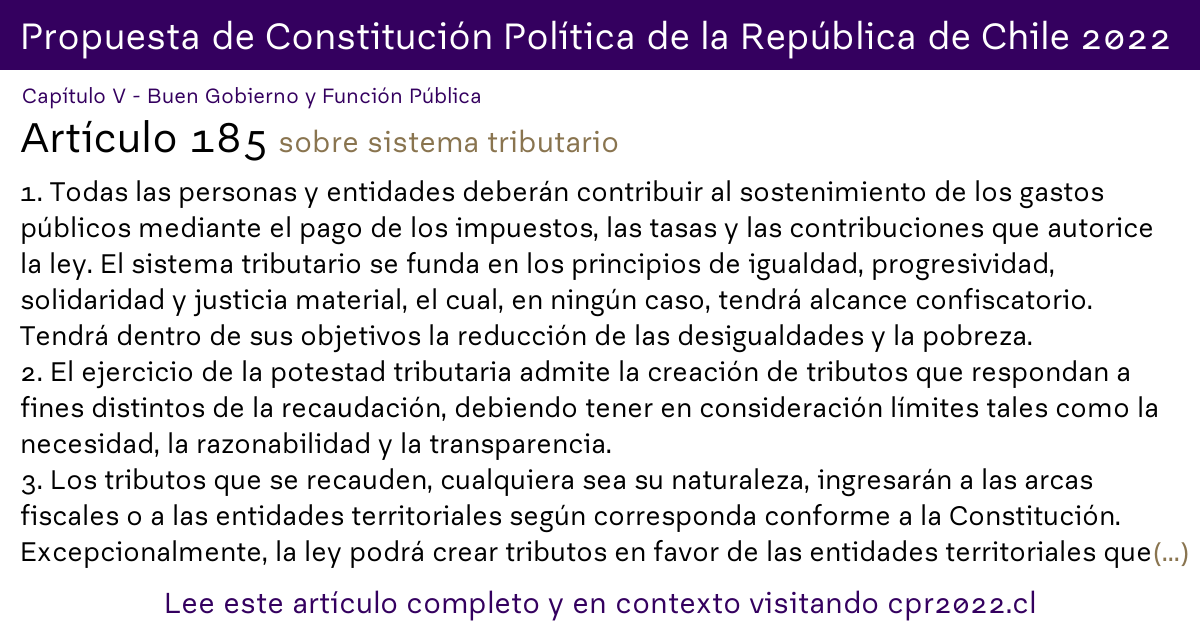 Propuesta de Constitución Política de la República de Chile 2022
Capítulo V - Buen Gobierno y Función Pública
Artículo 185 sobre sistema tributario
1. Todas las personas y entidades deberán contribuir al sostenimiento de los gastos
públicos mediante el pago de los impuestos, las tasas y las contribuciones que autorice
la ley. El sistema tributario se funda en los principios de igualdad, progresividad,
solidaridad y justicia material, el cual, en ningún caso, tendrá alcance confiscatorio.
Tendrá dentro de sus objetivos la reducción de las desigualdades y la pobreza.
2. El ejercicio de la potestad tributaria admite la creación de tributos que respondan a
fines distintos de la recaudación, debiendo tener en consideración límites tales como la
necesidad, la razonabilidad y la transparencia.
3. Los tributos que se recauden, cualquiera sea su naturaleza, ingresarán a las arcas
fiscales o a las entidades territoriales según corresponda conforme a la Constitución.
Excepcionalmente, la ley podrá crear tributos en favor de las entidades territoriales que(...)
Lee este artículo completo y en contexto visitando cpr2022.cl